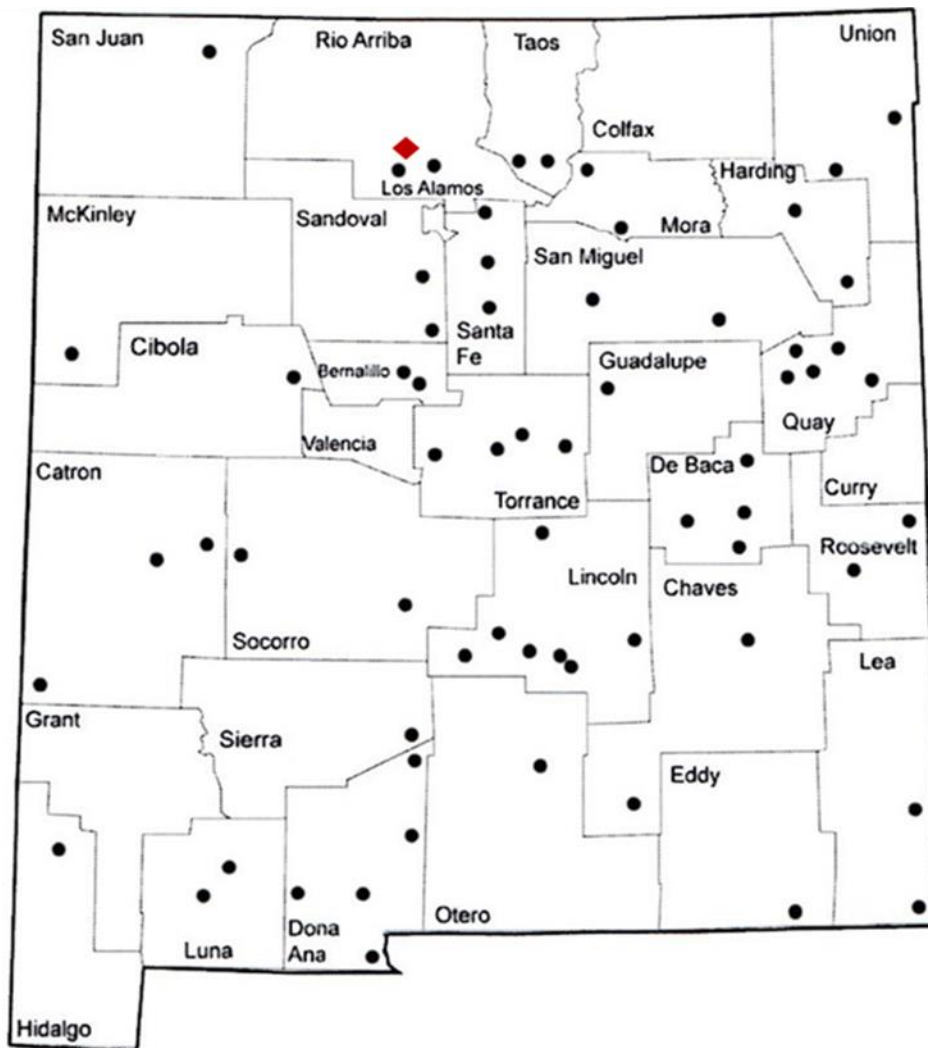 San Juan
Rio Arriba
Taos
Union
Colfax
Harding
Los Alamos
McKinley
Sandoval
Mora
San Miguel
Santa
Fe
Cibola
Bernalillo
Guadalupe
Quay
Valencia
Catron
De Baca
Curry
Torrance
Roosevelt
Lincoln
Chaves
Socorro
Lea
Grant
Sierra
Eddy
Otero
Dona
Ana
Luna
Hidalgo